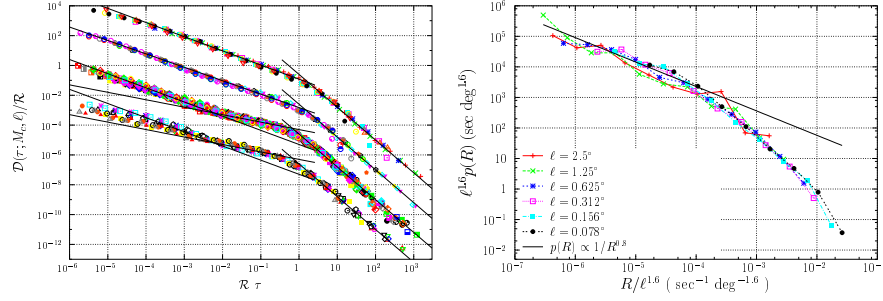 10^4
10^2
1
10^-2
10^-4
10^-6
10^-8
10^-10
10^-12
D(τ; M_c, ℓ)/R
10^-6 10^-5 10^-4 10^-3 10^-2 10^-1 1 10^1 10^2 10^3
R τ
10^6
10^5
10^4
10^3
10^2
10^1
1
10^-1
10^-2
ℓ^1.6 p(R) (sec deg^1.6)
ℓ = 2.5°
ℓ = 1.25°
ℓ = 0.625°
ℓ = 0.312°
ℓ = 0.156°
ℓ = 0.078°
p(R) ∝ 1/R^0.8
10^-7 10^-6 10^-5 10^-4 10^-3 10^-2 10^-1
R/ℓ^1.6 ( sec^-1 deg^-1.6 )